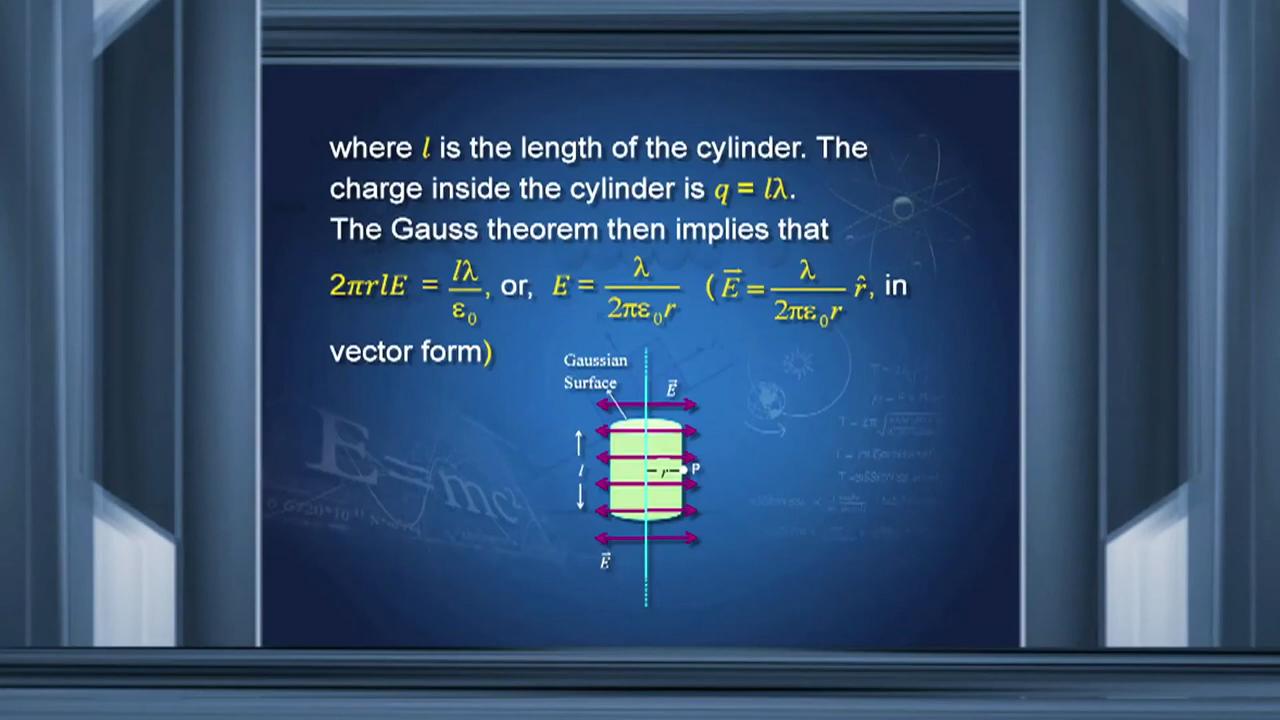 where l is the length of the cylinder. The
charge inside the cylinder is q = lλ.
The Gauss theorem then implies that
2πrlE = lλ/ε₀, or, E = λ/2πε₀r (E⃗ = λ/2πε₀r r̂, in
vector form)
Gaussian
Surface
E⃗
l
r
P
E⃗
E=mc²